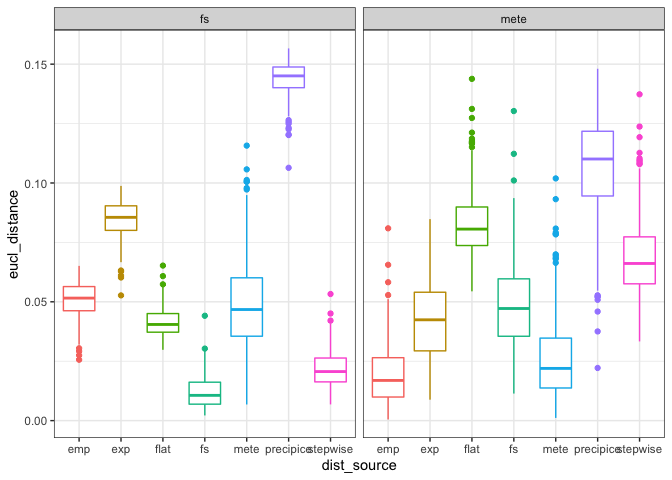 fs mete
eucl_distance
0.15
0.10
0.05
0.00
emp exp flat fs mete precipice stepwise emp exp flat fs mete precipice stepwise
dist_source